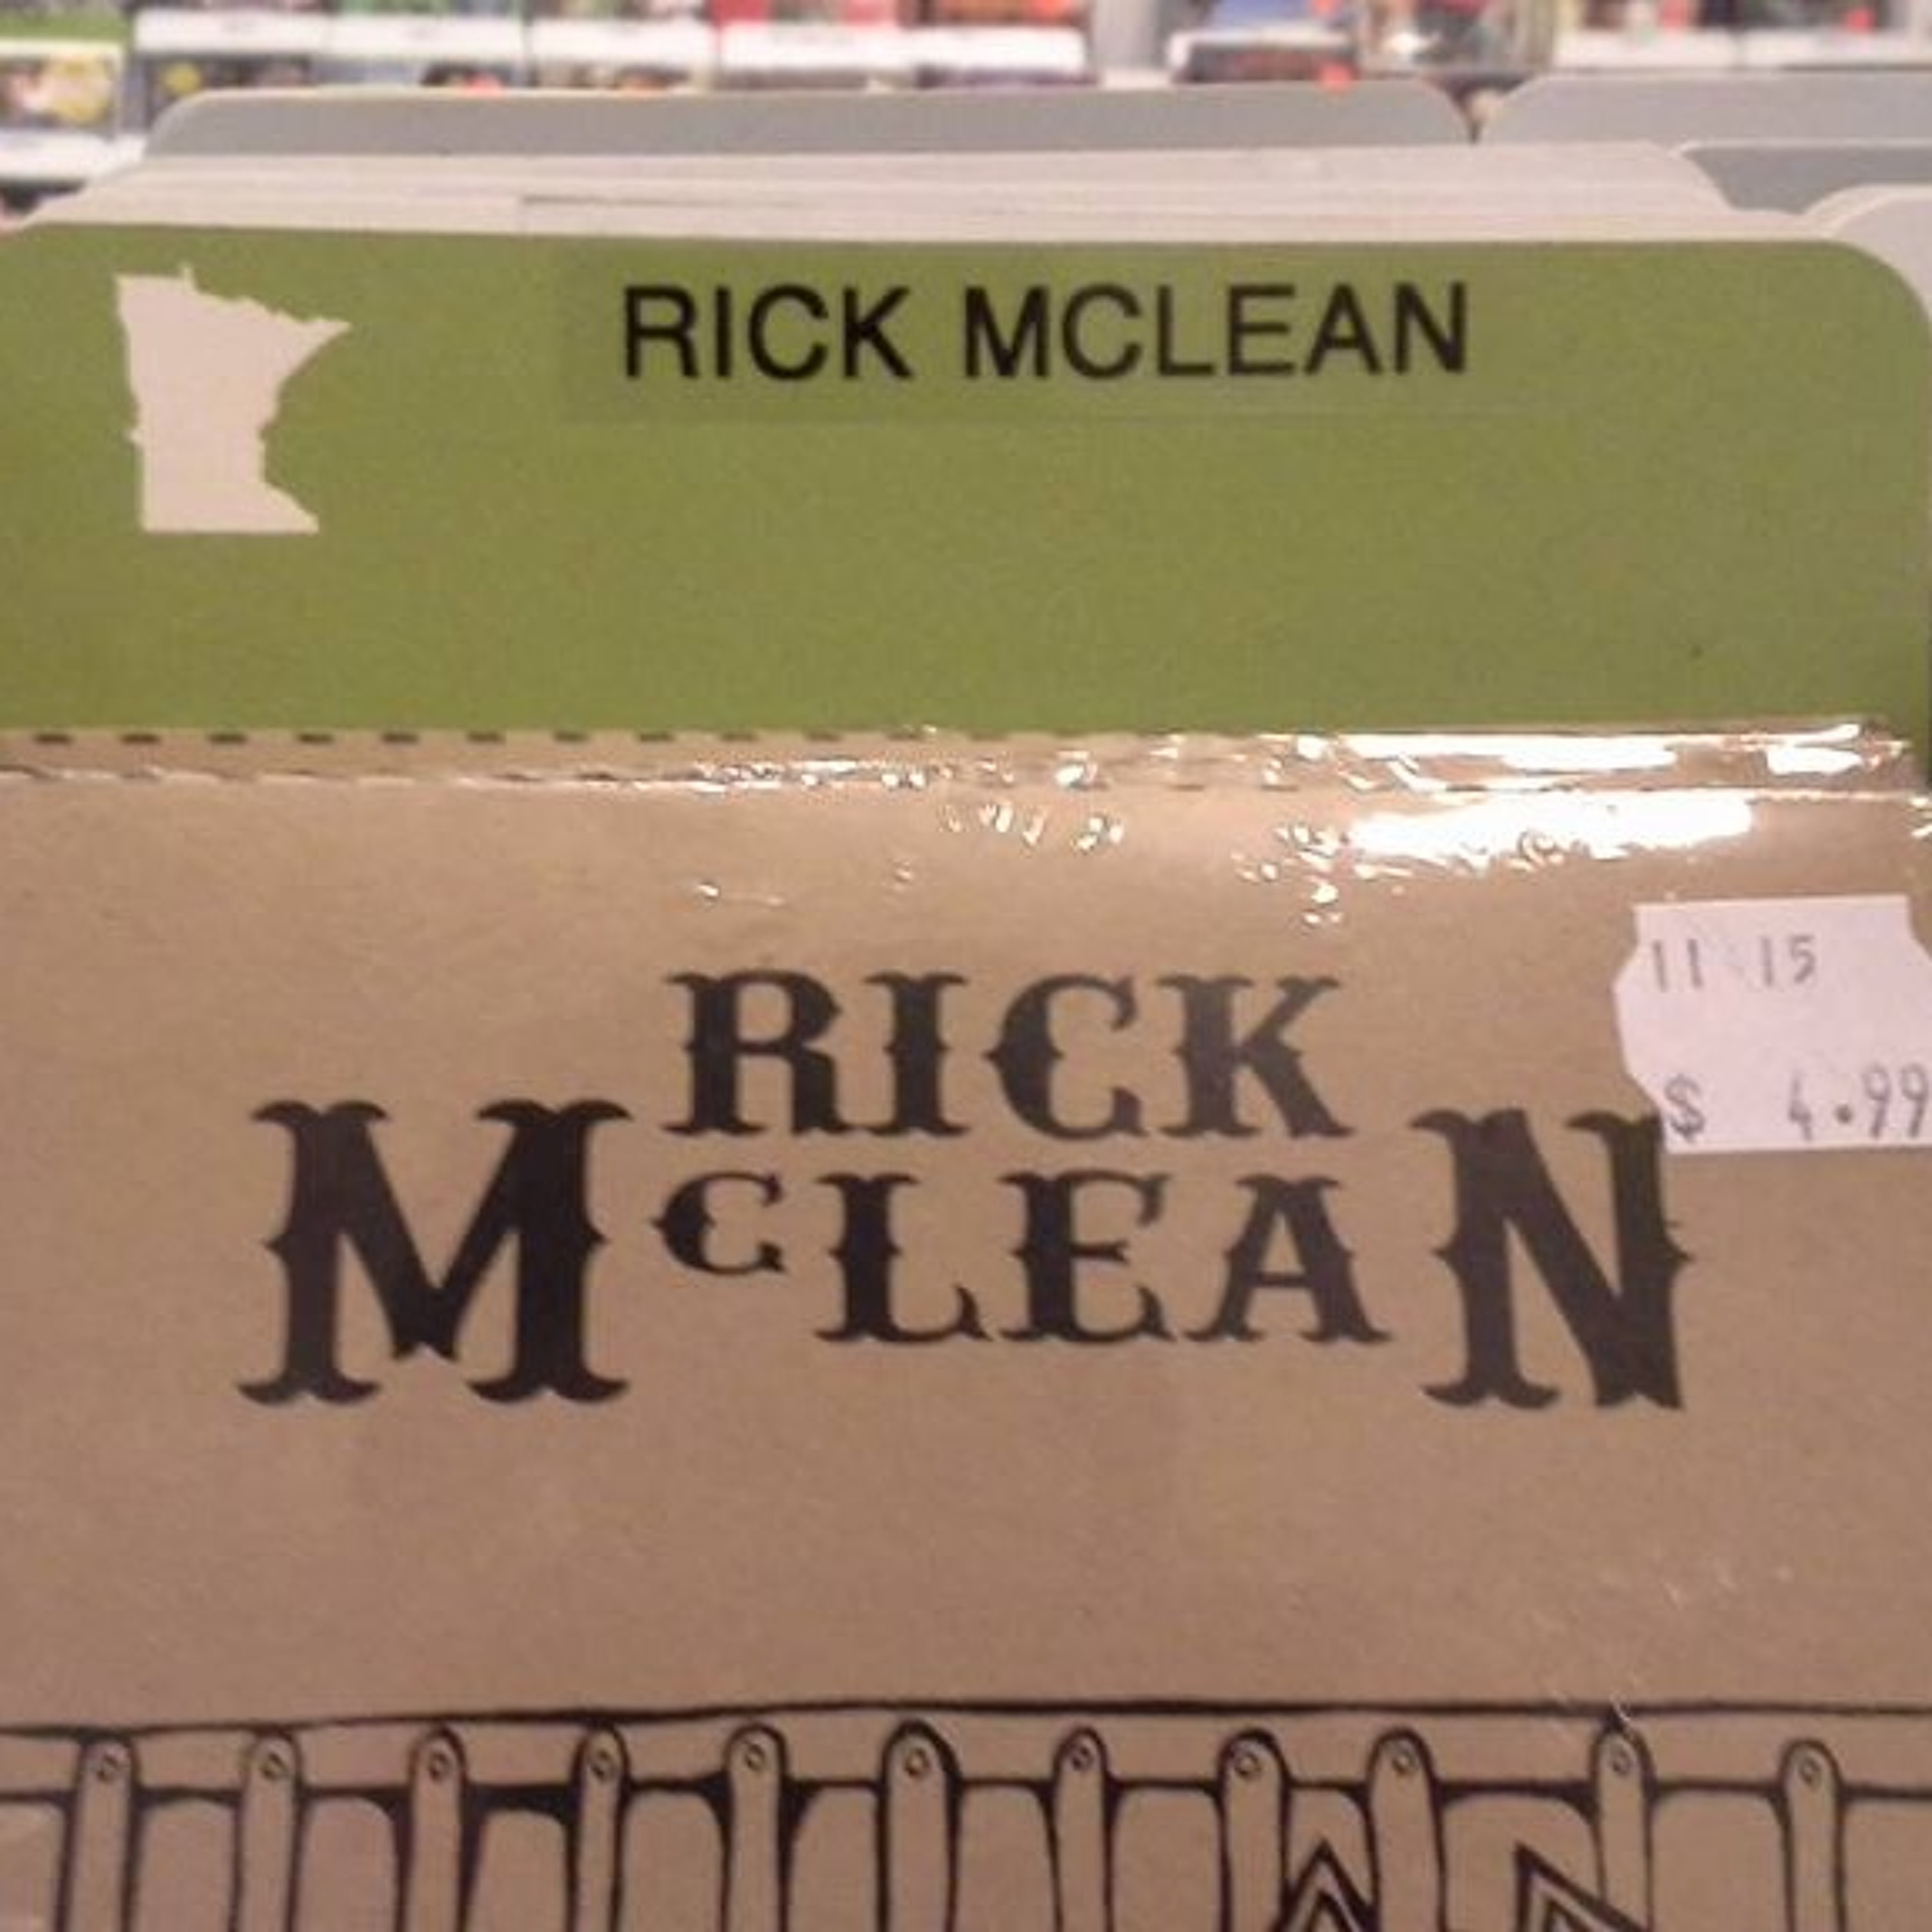 RICK MCLEAN
11 15
$ 4.99
RICK
McLEAN